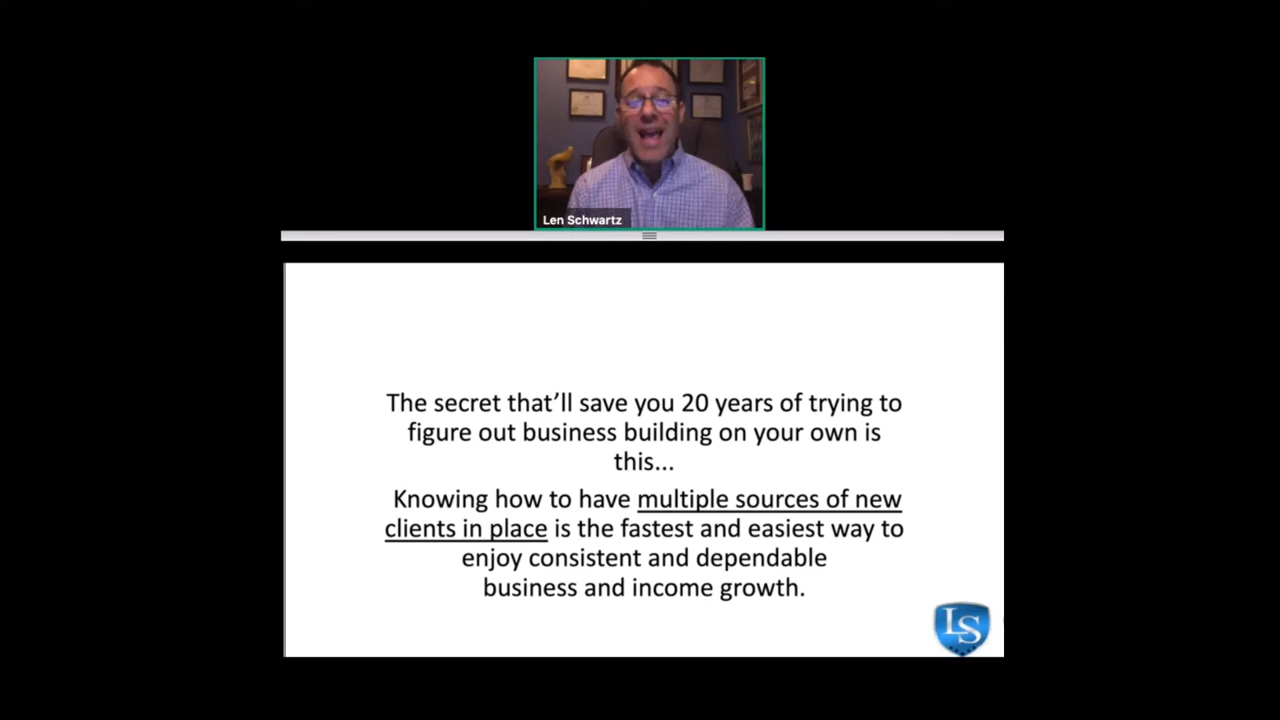 Len Schwartz
The secret that’ll save you 20 years of trying to
figure out business building on your own is
this...
Knowing how to have multiple sources of new
clients in place is the fastest and easiest way to
enjoy consistent and dependable
business and income growth.
LS